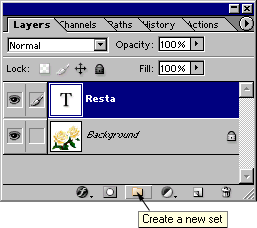 Layers Channels Paths History Actions
Normal Opacity: 100%
Lock: Fill: 100%
T Resta
Background
Create a new set